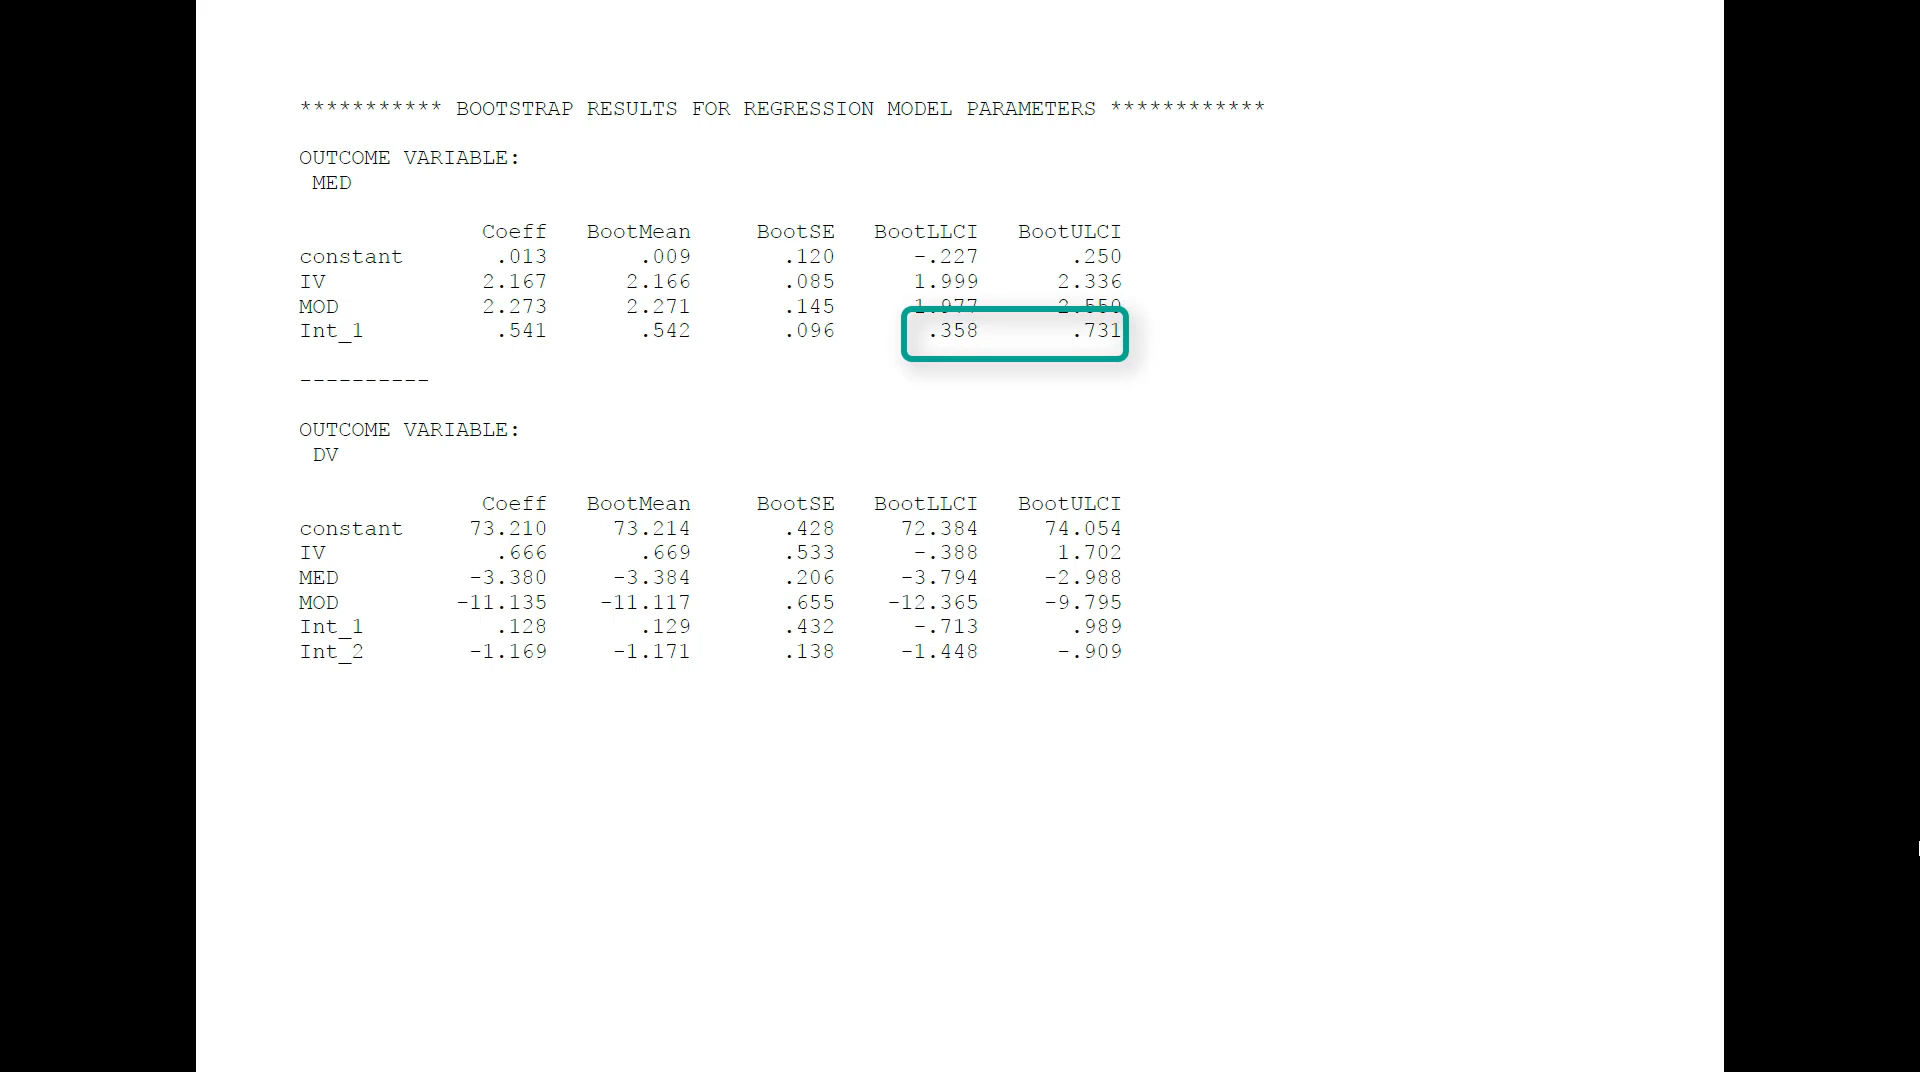 *********** BOOTSTRAP RESULTS FOR REGRESSION MODEL PARAMETERS ************
OUTCOME VARIABLE:
MED
Coeff BootMean BootSE BootLLCI BootULCI
constant .013 .009 .120 -.227 .250
IV 2.167 2.166 .085 1.999 2.336
MOD 2.273 2.271 .145 1.977 2.550
Int_1 .541 .542 .096 .358 .731
----------
OUTCOME VARIABLE:
DV
Coeff BootMean BootSE BootLLCI BootULCI
constant 73.210 73.214 .428 72.384 74.054
IV .666 .669 .533 -.388 1.702
MED -3.380 -3.384 .206 -3.794 -2.988
MOD -11.135 -11.117 .655 -12.365 -9.795
Int_1 .128 .129 .432 -.713 .989
Int_2 -1.169 -1.171 .138 -1.448 -.909